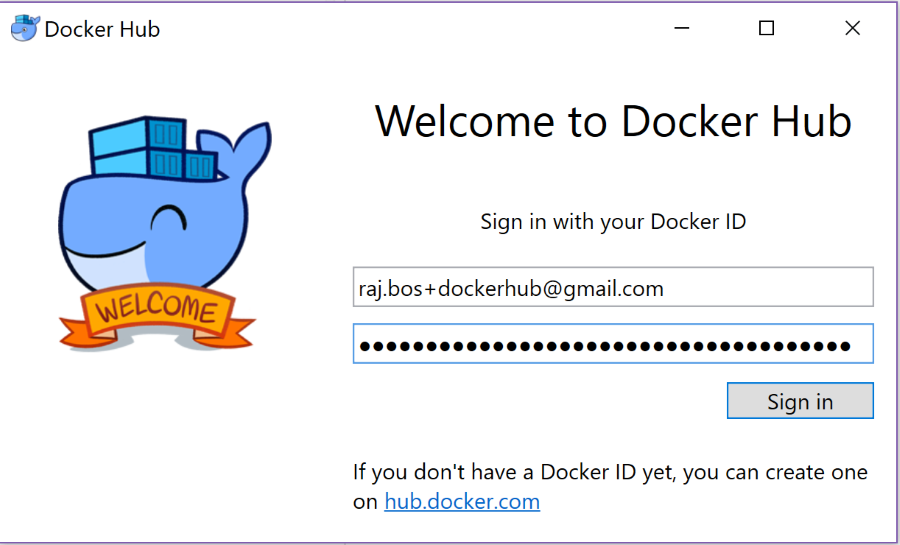 Docker Hub
Welcome to Docker Hub
Sign in with your Docker ID
raj.bos+dockerhub@gmail.com
●●●●●●●●●●●●●●●●●●●●●●●●●●●●●●●●●●●●●
Sign in
If you don't have a Docker ID yet, you can create one
on hub.docker.com
WELCOME